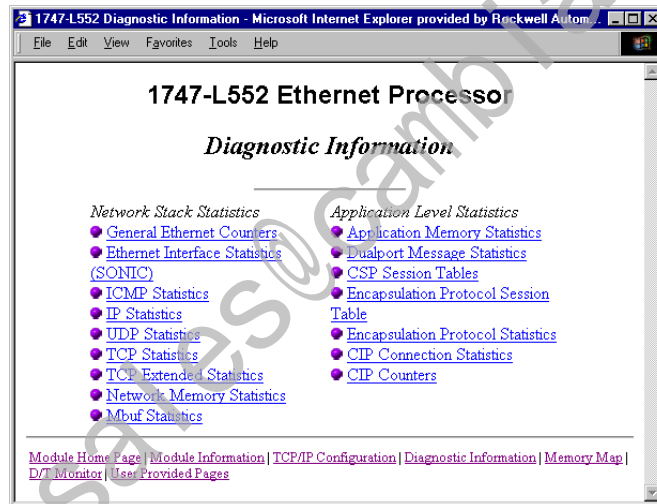 1747-L552 Diagnostic Information - Microsoft Internet Explorer provided by Rockwell Autom...
File Edit View Favorites Tools Help
1747-L552 Ethernet Processor
Diagnostic Information
Network Stack Statistics
General Ethernet Counters
Ethernet Interface Statistics
(SONIC)
ICMP Statistics
IP Statistics
UDP Statistics
TCP Statistics
TCP Extended Statistics
Network Memory Statistics
Mbuf Statistics
Application Level Statistics
Application Memory Statistics
Dualport Message Statistics
CSP Session Tables
Encapsulation Protocol Session
Table
Encapsulation Protocol Statistics
CIP Connection Statistics
CIP Counters
Module Home Page | Module Information | TCP/IP Configuration | Diagnostic Information | Memory Map |
D/T Monitor | User Provided Pages
sales@cambia